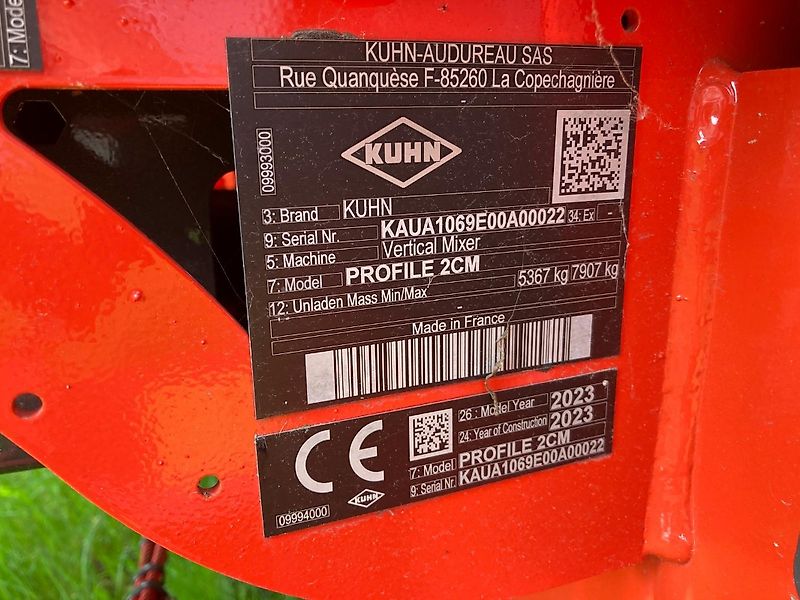 7: Mode
KUHN-AUDUREAU SAS
Rue Quanquèse F-85260 La Copechagnière
09993000
KUHN
3: Brand KUHN
9: Serial Nr. KAUA1069E00A00022 34: Ex -
5: Machine Vertical Mixer
7: Model PROFILE 2CM
12: Unladen Mass Min/Max 5367 kg 7907 kg
-
Made in France
CE
KUHN
09994000
26 : Model Year 2023
24: Year of Construction 2023
7: Model PROFILE 2CM
9: Serial Nr. KAUA1069E00A00022